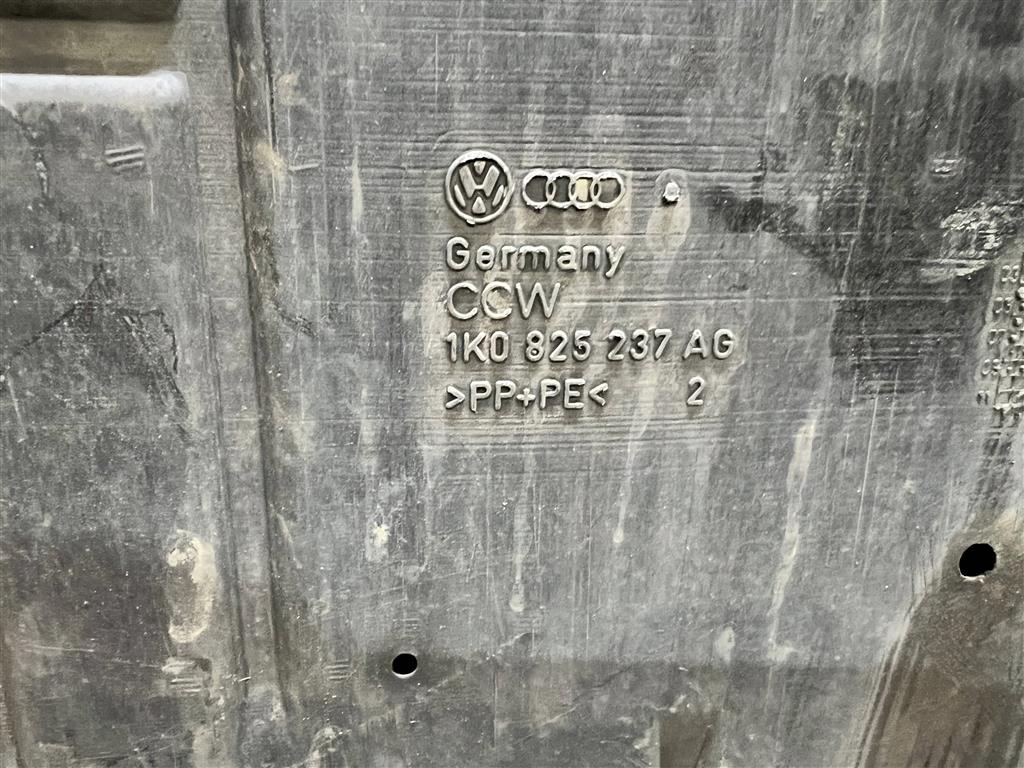 Germany
CCW
1K0 825 237 AG
>PP+PE< 2